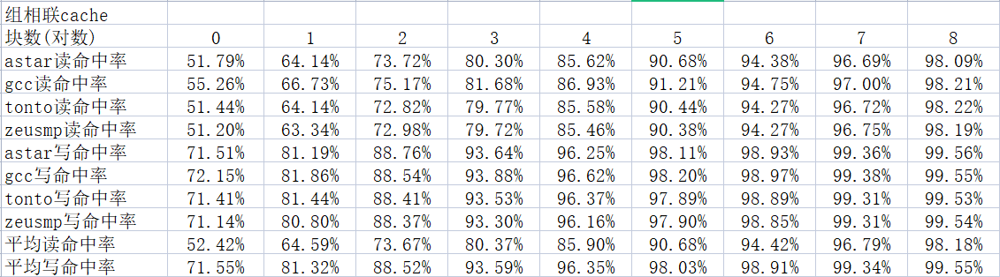 组相联cache
块数(对数) 0 1 2 3 4 5 6 7 8
astar读命中率 51.79% 64.14% 73.72% 80.30% 85.62% 90.68% 94.38% 96.69% 98.09%
gcc读命中率 55.26% 66.73% 75.17% 81.68% 86.93% 91.21% 94.75% 97.00% 98.21%
tonto读命中率 51.44% 64.14% 72.82% 79.77% 85.58% 90.44% 94.27% 96.72% 98.22%
zeusmp读命中率 51.20% 63.34% 72.98% 79.72% 85.46% 90.38% 94.27% 96.75% 98.19%
astar写命中率 71.51% 81.19% 88.76% 93.64% 96.25% 98.11% 98.93% 99.36% 99.56%
gcc写命中率 72.15% 81.86% 88.54% 93.88% 96.62% 98.20% 98.97% 99.38% 99.55%
tonto写命中率 71.41% 81.44% 88.41% 93.53% 96.37% 97.89% 98.89% 99.31% 99.53%
zeusmp写命中率 71.14% 80.80% 88.37% 93.30% 96.16% 97.90% 98.85% 99.31% 99.54%
平均读命中率 52.42% 64.59% 73.67% 80.37% 85.90% 90.68% 94.42% 96.79% 98.18%
平均写命中率 71.55% 81.32% 88.52% 93.59% 96.35% 98.03% 98.91% 99.34% 99.55%